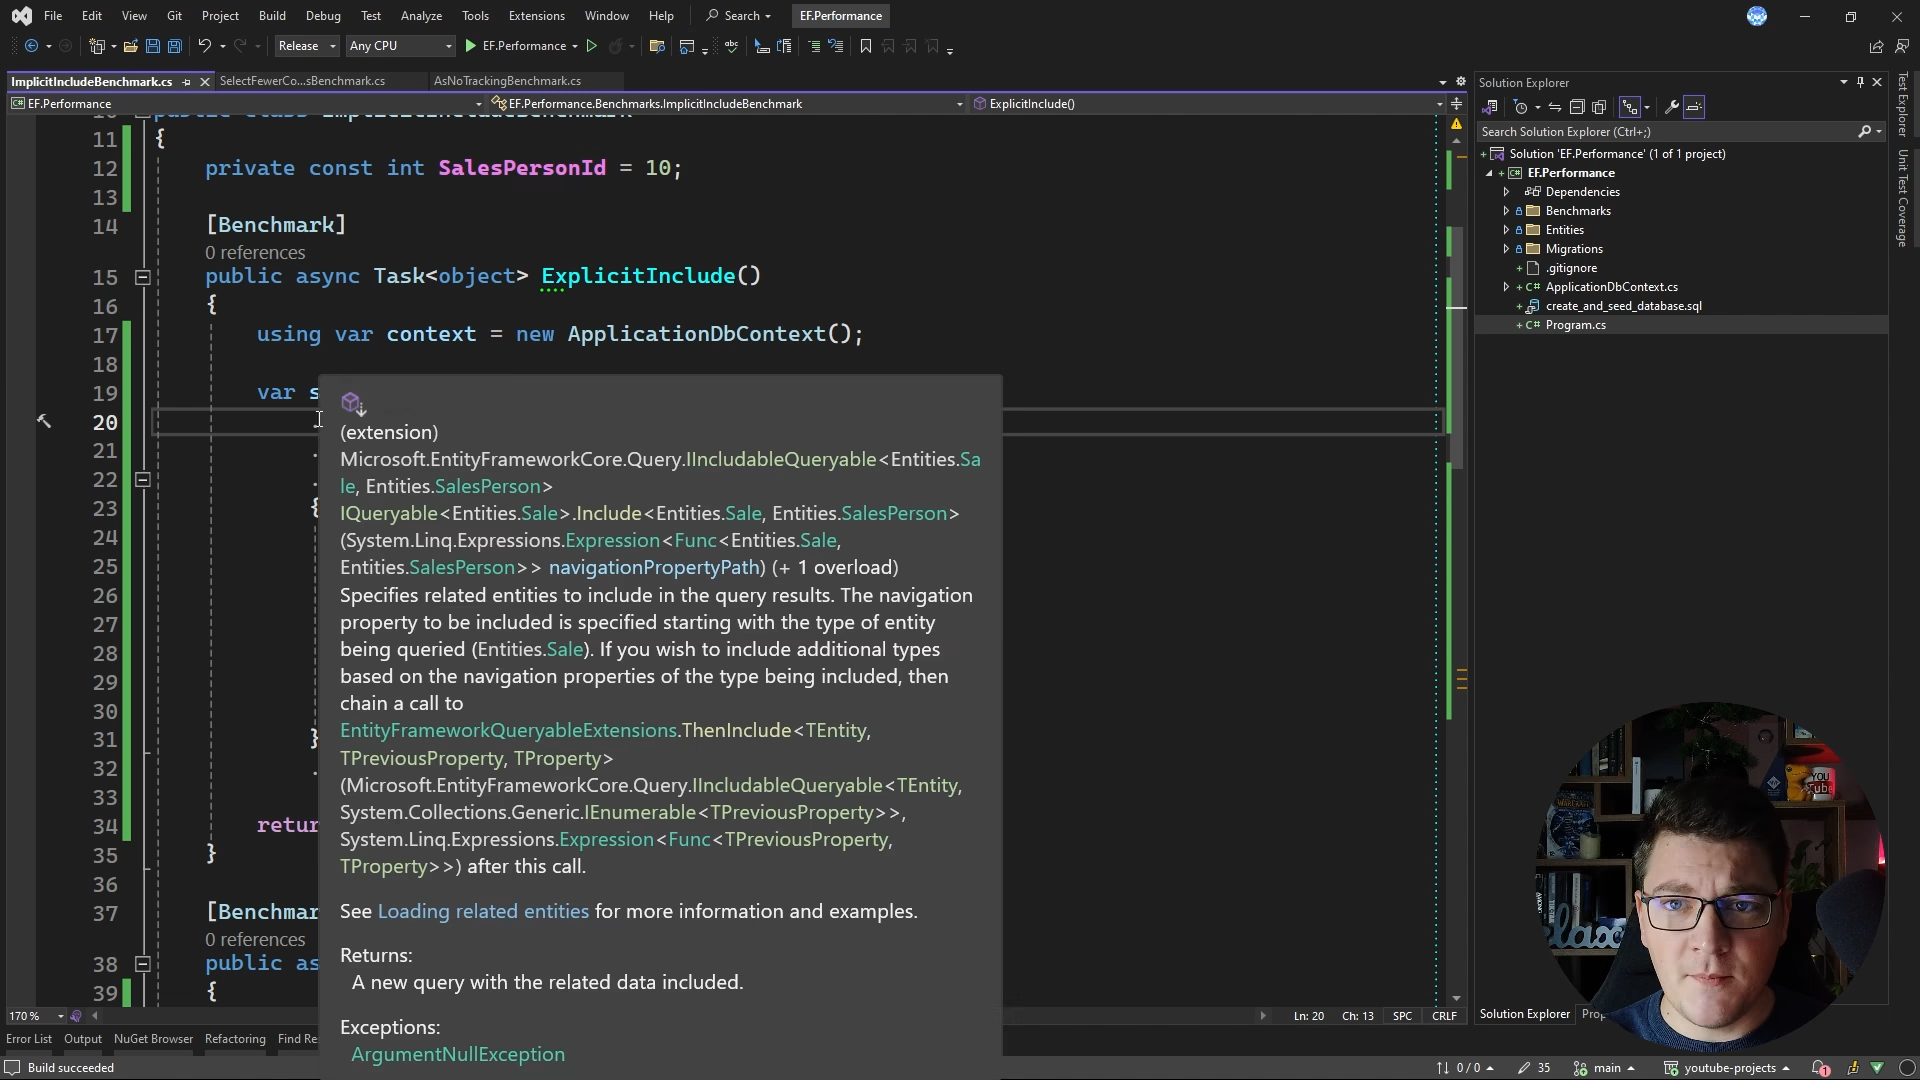 File Edit View Git Project Build Debug Test Analyze Tools Extensions Window Help Search EF.Performance
Release Any CPU EF.Performance
ImplicitIncludeBenchmark.cs SelectFewerCo...sBenchmark.cs AsNoTrackingBenchmark.cs
EF.Performance EF.Performance.Benchmarks.ImplicitIncludeBenchmark ExplicitInclude()
11 {
12 private const int SalesPersonId = 10;
13
14 [Benchmark]
0 references
15 public async Task<object> ExplicitInclude()
16 {
17 using var context = new ApplicationDbContext();
18
19 var s
20 .
21 .
22 .
23 {
24
25
26
27
28
29
30
31 }
32 .
33
34 retur
35 }
36
37 [Benchmar
0 references
38 public as
39 {
(extension)
Microsoft.EntityFrameworkCore.Query.IIncludableQueryable<Entities.Sa
le, Entities.SalesPerson>
IQueryable<Entities.Sale>.Include<Entities.Sale, Entities.SalesPerson>
(System.Linq.Expressions.Expression<Func<Entities.Sale,
Entities.SalesPerson>> navigationPropertyPath) (+ 1 overload)
Specifies related entities to include in the query results. The navigation
property to be included is specified starting with the type of entity
being queried (Entities.Sale). If you wish to include additional types
based on the navigation properties of the type being included, then
chain a call to
EntityFrameworkQueryableExtensions.ThenInclude<TEntity,
TPreviousProperty, TProperty>
(Microsoft.EntityFrameworkCore.Query.IIncludableQueryable<TEntity,
System.Collections.Generic.IEnumerable<TPreviousProperty>>,
System.Linq.Expressions.Expression<Func<TPreviousProperty,
TProperty>>) after this call.
See Loading related entities for more information and examples.
Returns:
A new query with the related data included.
Exceptions:
ArgumentNullException
Solution Explorer
Search Solution Explorer (Ctrl+;)
Solution 'EF.Performance' (1 of 1 project)
EF.Performance
Dependencies
Benchmarks
Entities
Migrations
.gitignore
ApplicationDbContext.cs
create_and_seed_database.sql
Program.cs
Test Explorer
Unit Test Coverage
YOU
Tube
elax
170 %
Ln: 20 Ch: 13 SPC CRLF
Solution Explorer Prop
Error List Output NuGet Browser Refactoring Find Re
Build succeeded
0 / 0 35 main youtube-projects 1